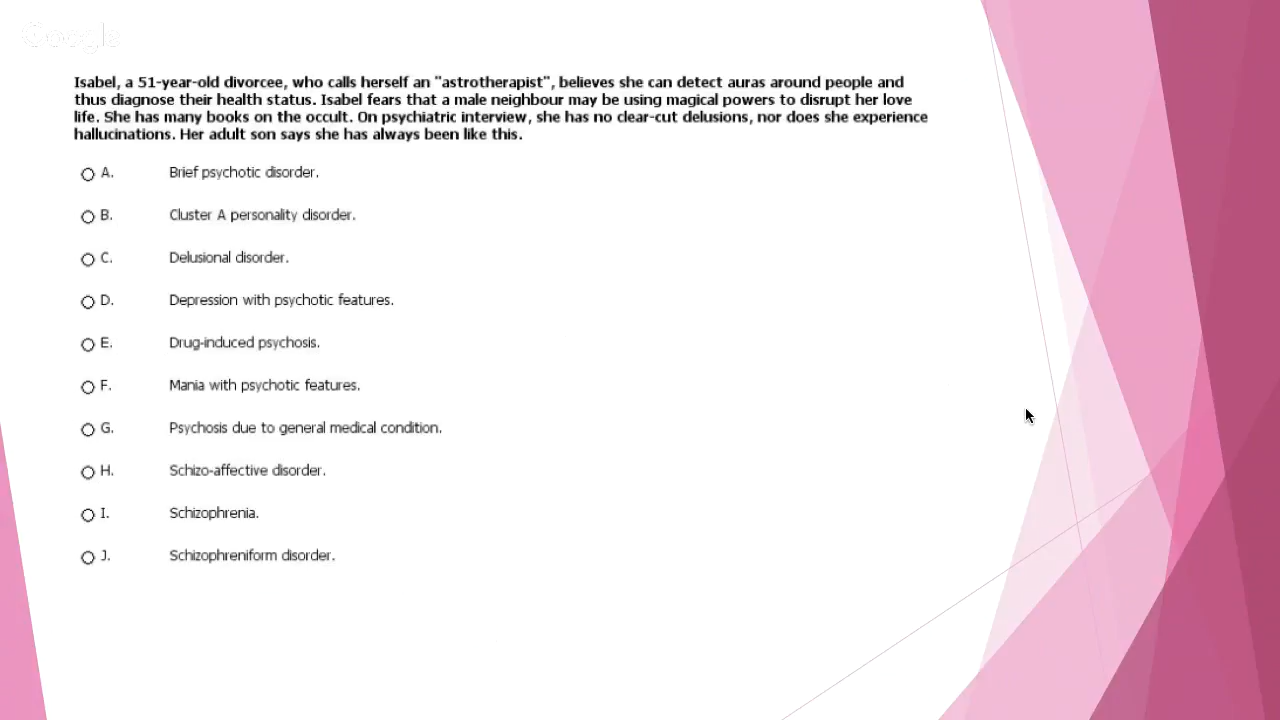 Google
Isabel, a 51-year-old divorcee, who calls herself an "astrotherapist", believes she can detect auras around people and
thus diagnose their health status. Isabel fears that a male neighbour may be using magical powers to disrupt her love
life. She has many books on the occult. On psychiatric interview, she has no clear-cut delusions, nor does she experience
hallucinations. Her adult son says she has always been like this.
A. Brief psychotic disorder.
B. Cluster A personality disorder.
C. Delusional disorder.
D. Depression with psychotic features.
E. Drug-induced psychosis.
F. Mania with psychotic features.
G. Psychosis due to general medical condition.
H. Schizo-affective disorder.
I. Schizophrenia.
J. Schizophreniform disorder.